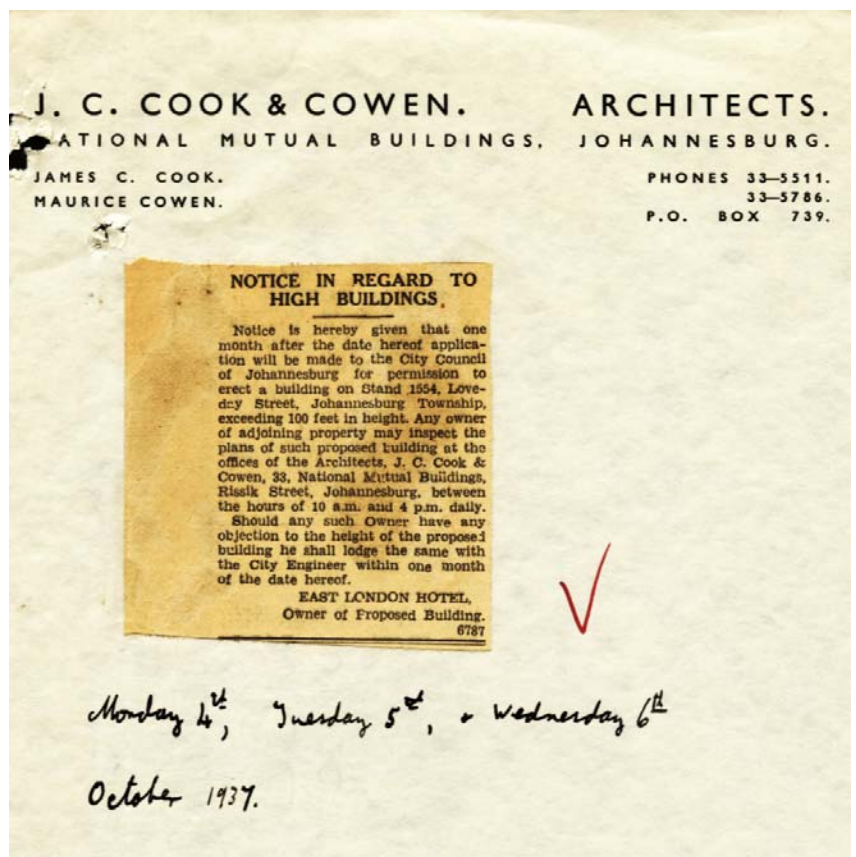 J. C. COOK & COWEN. ARCHITECTS.
NATIONAL MUTUAL BUILDINGS, JOHANNESBURG.
JAMES C. COOK. PHONES 33—5511.
MAURICE COWEN. 33—5786.
P.O. BOX 739.
NOTICE IN REGARD TO
HIGH BUILDINGS.
Notice is hereby given that one
month after the date hereof applica-
tion will be made to the City Council
of Johannesburg for permission to
erect a building on Stand 1554, Love-
day Street, Johannesburg Township,
exceeding 100 feet in height. Any owner
of adjoining property may inspect the
plans of such proposed building at the
offices of the Architects, J. C. Cook &
Cowen, 33, National Mutual Buildings,
Rissik Street, Johannesburg, between
the hours of 10 a.m. and 4 p.m. daily.
Should any such Owner have any
objection to the height of the proposed
building he shall lodge the same with
the City Engineer within one month
of the date hereof.
EAST LONDON HOTEL,
Owner of Proposed Building.
6787
Monday 4th, Tuesday 5th, & Wednesday 6th
October 1937.